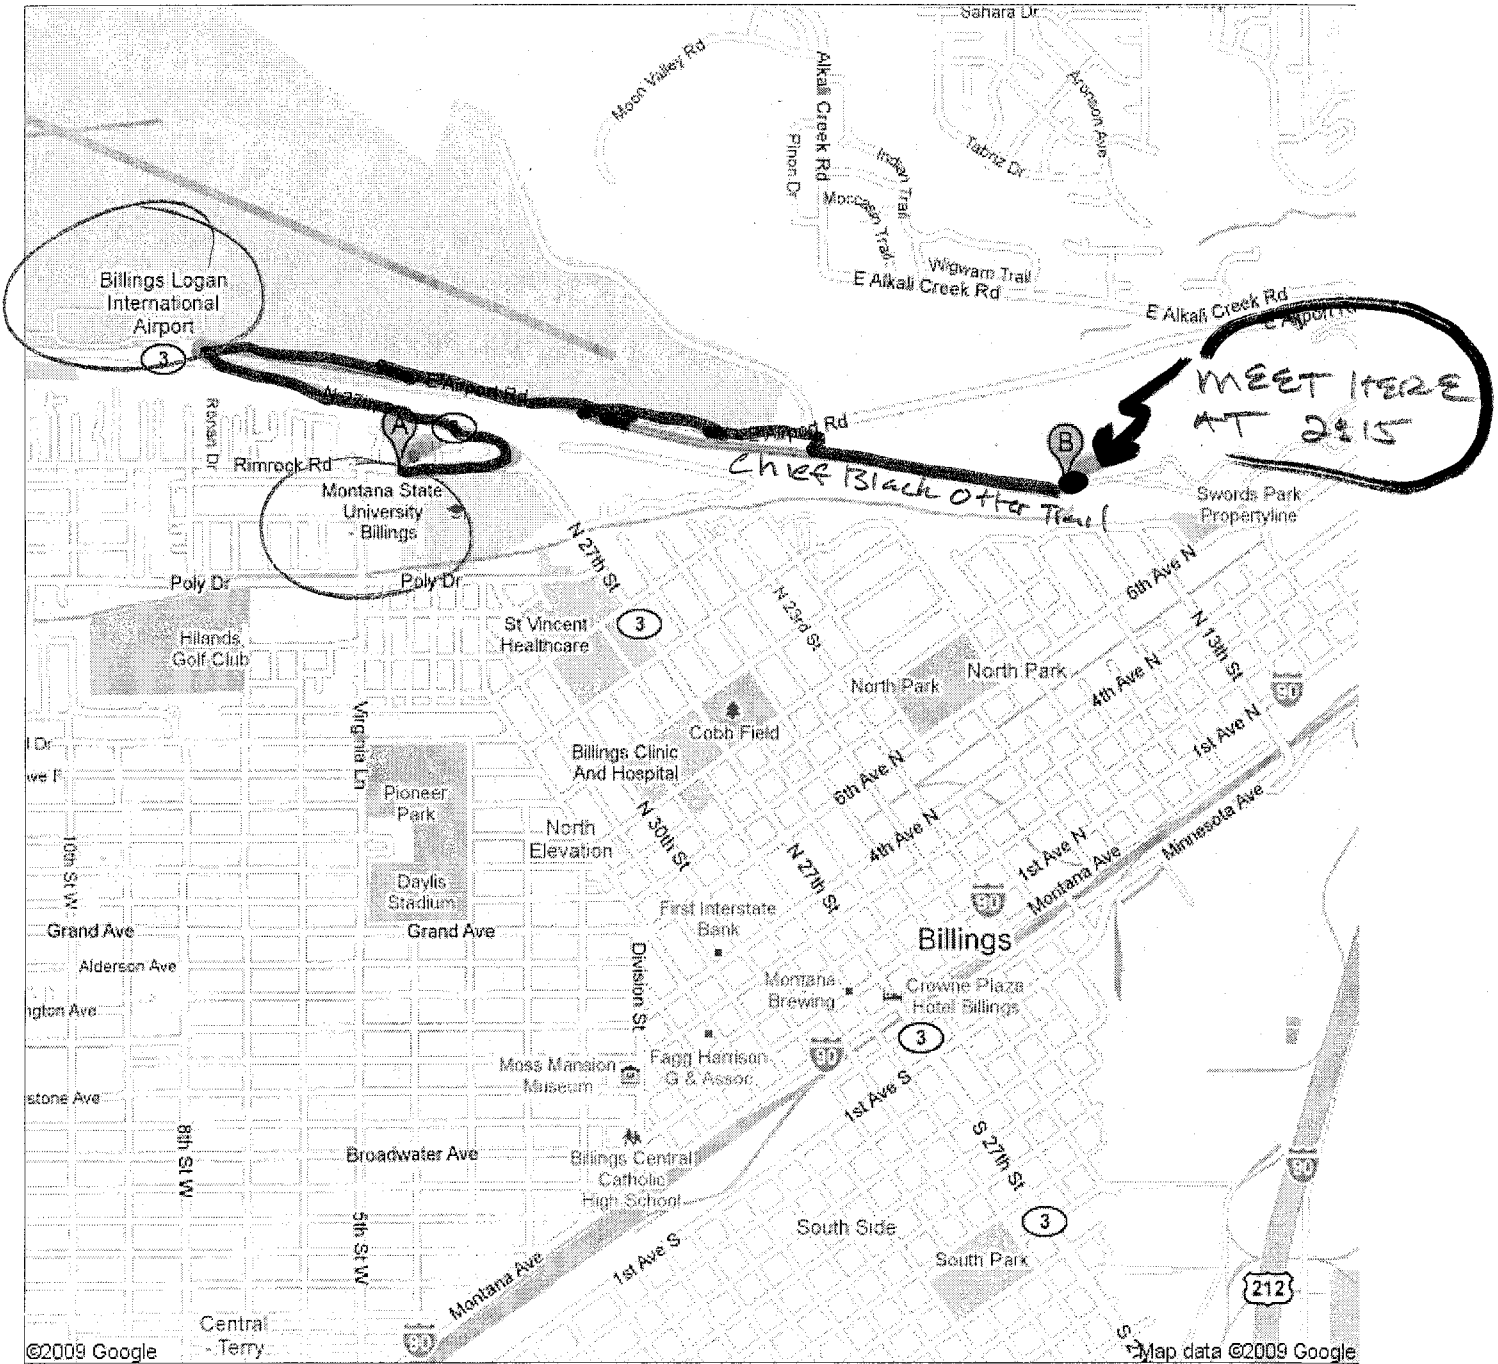 Sahara Dr
Moon Valley Rd
Alkali Creek Rd
Aronson Ave
Pinon Dr
Indian Trail
Tabriz Dr
Moccasin Trail
Wigwam Trail
E Alkali Creek Rd
E Alkali Creek Rd
E Airport Rd
Billings Logan
International
Airport
3
MEET HERE
AT 2:15
E Airport Rd
N 27th
A
E Airport Rd
B
Ronan Dr
Rimrock Rd
Chief Black Otter Trail
Montana State
University
- Billings
Swords Park
Propertyline
N 27th St
6th Ave N
Poly Dr
Poly Dr
N 23rd St
N 13th St
St Vincent
Healthcare
3
Hilands
Golf Club
North Park
North Park
4th Ave N
90
Virginia Ln
Cobb Field
1st Ave N
Billings Clinic
And Hospital
6th Ave N
Pioneer
Park
Minnesota Ave
North
Elevation
N 30th St
4th Ave N
1st Ave N
10th St W
N 27th St
Montana Ave
Daylis
Stadium
90
First Interstate
Bank
Grand Ave
Grand Ave
Billings
Alderson Ave
Division St
Montana
Brewing
Crowne Plaza
Hotel Billings
ngton Ave
3
Moss Mansion
Museum
Fagg Harrison
G & Assoc
90
stone Ave
1st Ave S
8th St W
Broadwater Ave
Billings Central
Catholic
High School
S 27th St
90
5th St W
South Side
3
1st Ave S
South Park
Montana Ave
212
Central
- Terry
90
©2009 Google
Map data ©2009 Google